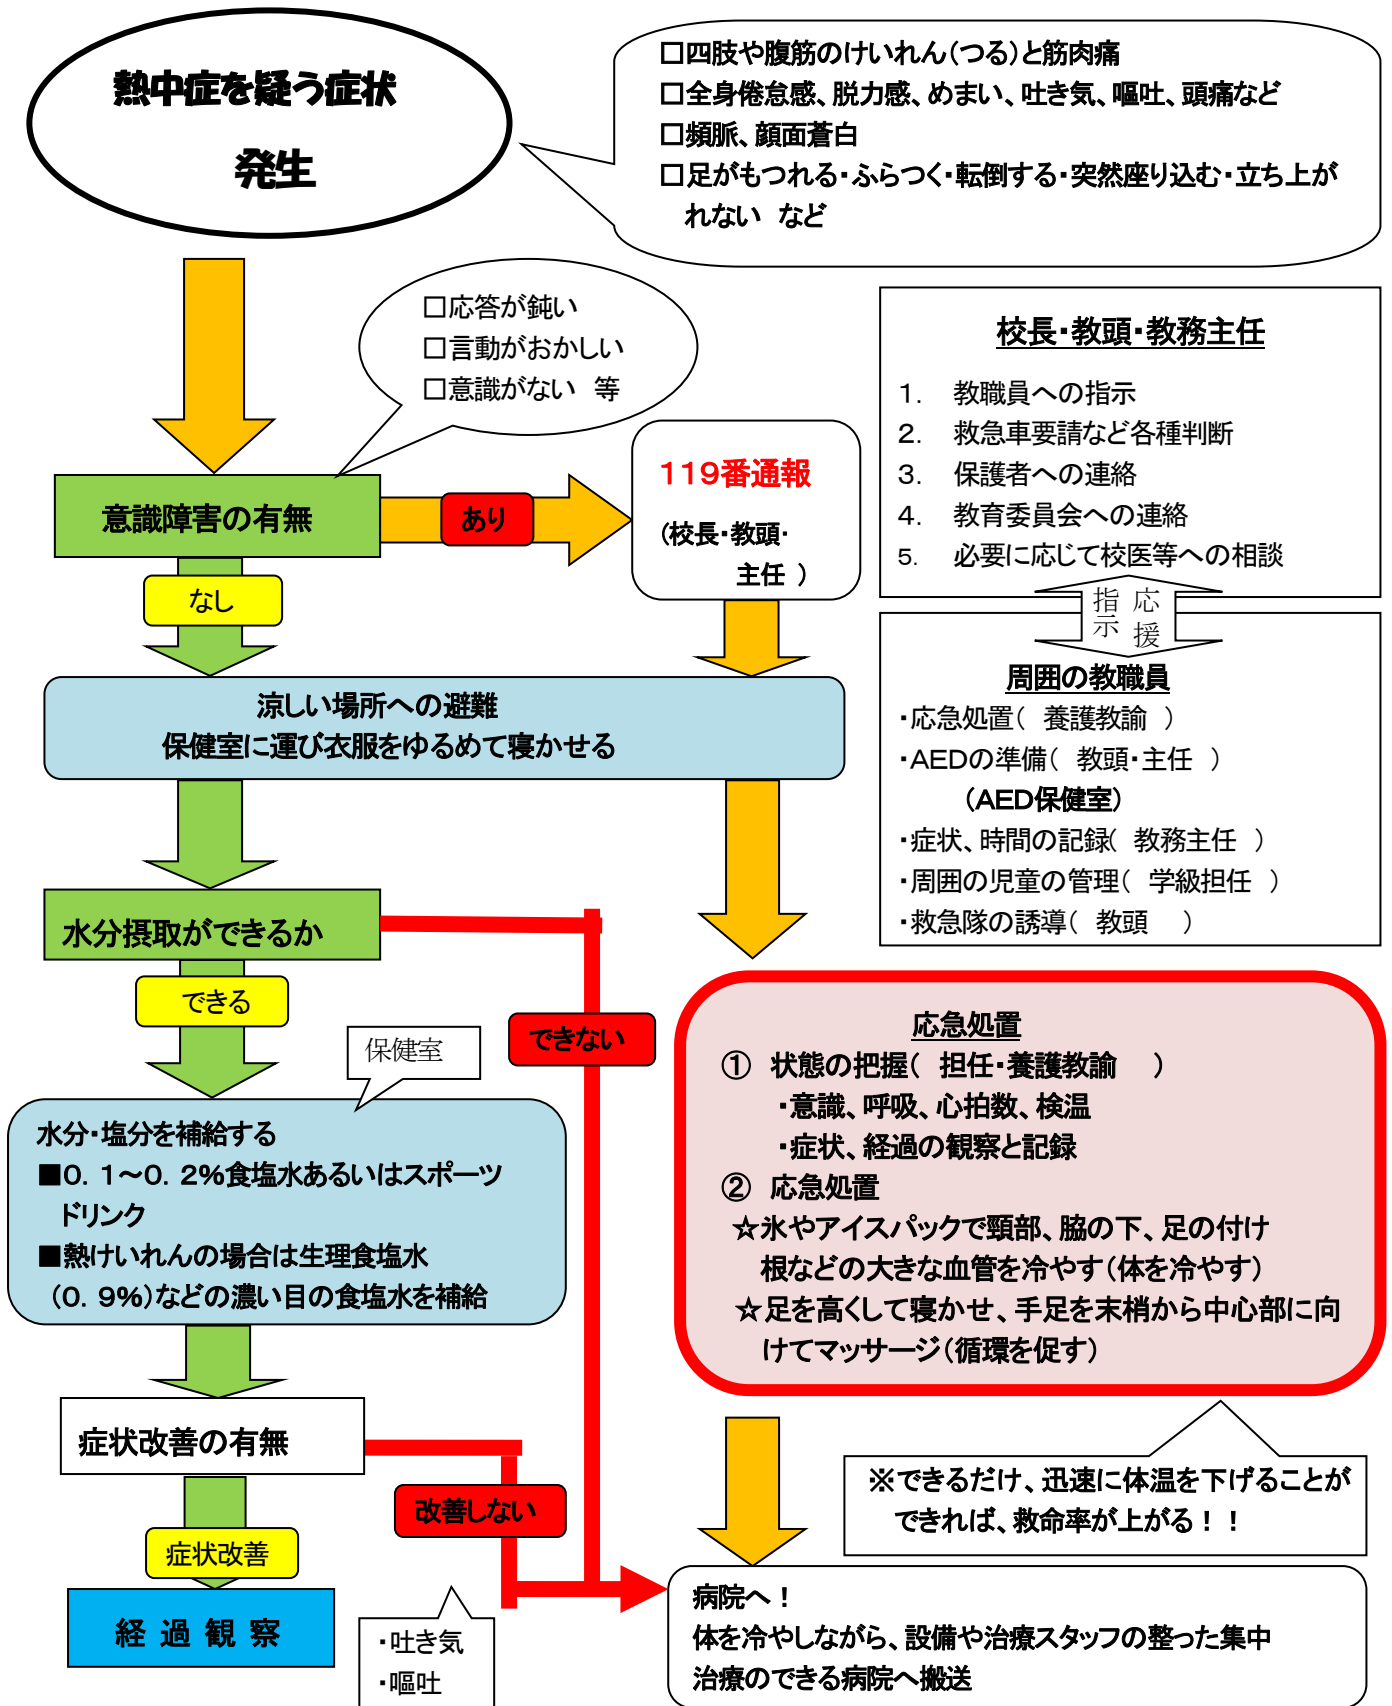 熱中症を疑う症状
発生
□四肢や腹筋のけいれん（つる）と筋肉痛
□全身倦怠感、脱力感、めまい、吐き気、嘔吐、頭痛など
□頻脈、顔面蒼白
□足がもつれる・ふらつく・転倒する・突然座り込む・立ち上が
れない　など
□応答が鈍い
□言動がおかしい
□意識がない　等
意識障害の有無
あり
119番通報
（校長・教頭・
主任　）
校長・教頭・教務主任
1.　教職員への指示
2.　救急車要請など各種判断
3.　保護者への連絡
4.　教育委員会への連絡
5.　必要に応じて校医等への相談
指示
応援
周囲の教職員
・応急処置（　養護教諭　）
・AEDの準備（　教頭・主任　）
（AED保健室）
・症状、時間の記録（　教務主任　）
・周囲の児童の管理（　学級担任　）
・救急隊の誘導（　教頭　　）
なし
涼しい場所への避難
保健室に運び衣服をゆるめて寝かせる
水分摂取ができるか
できる
できない
保健室
水分・塩分を補給する
■0．1～0．2%食塩水あるいはスポーツ
ドリンク
■熱けいれんの場合は生理食塩水
（0．9%）などの濃い目の食塩水を補給
応急処置
①　状態の把握（　担任・養護教諭　　）
・意識、呼吸、心拍数、検温
・症状、経過の観察と記録
②　応急処置
☆氷やアイスパックで頸部、脇の下、足の付け
根などの大きな血管を冷やす（体を冷やす）
☆足を高くして寝かせ、手足を末梢から中心部に向
けてマッサージ（循環を促す）
※できるだけ、迅速に体温を下げることが
できれば、救命率が上がる！！
症状改善の有無
改善しない
症状改善
経過観察
・吐き気
・嘔吐
病院へ！
体を冷やしながら、設備や治療スタッフの整った集中
治療のできる病院へ搬送